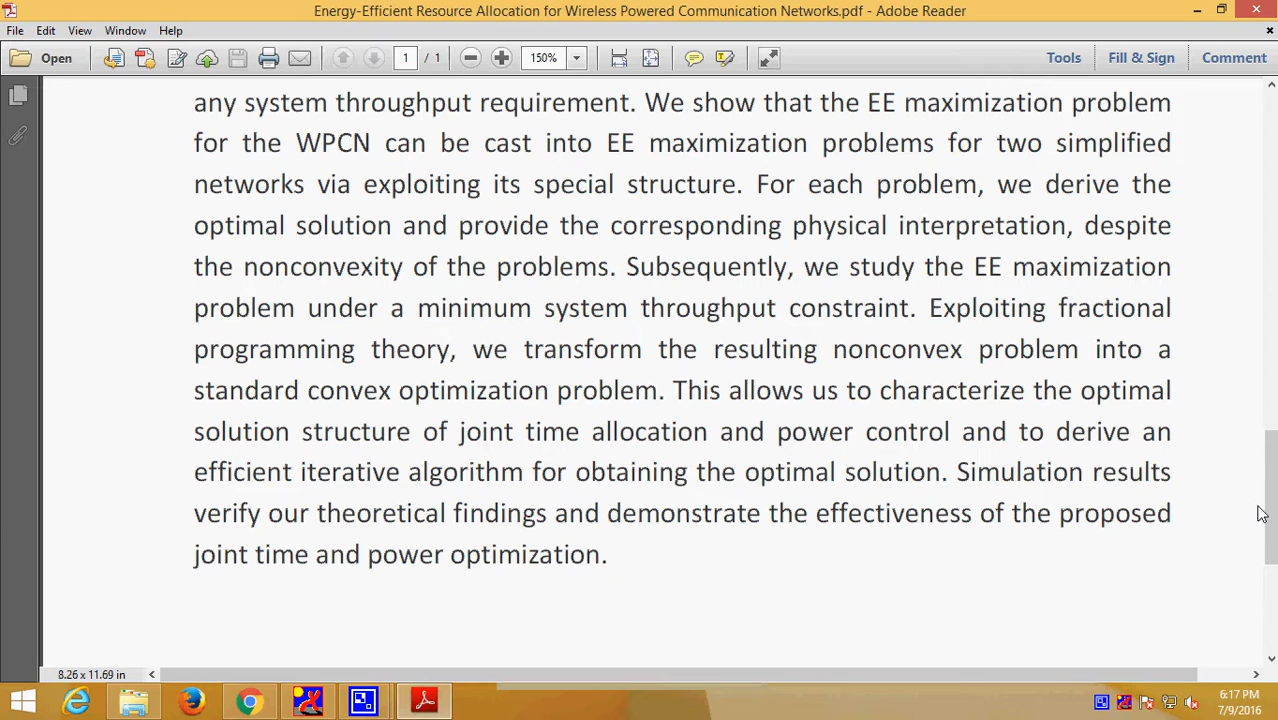 Energy-Efficient Resource Allocation for Wireless Powered Communication Networks.pdf - Adobe Reader
File Edit View Window Help
Open 1 / 1 150% Tools Fill & Sign Comment
any system throughput requirement. We show that the EE maximization problem
for the WPCN can be cast into EE maximization problems for two simplified
networks via exploiting its special structure. For each problem, we derive the
optimal solution and provide the corresponding physical interpretation, despite
the nonconvexity of the problems. Subsequently, we study the EE maximization
problem under a minimum system throughput constraint. Exploiting fractional
programming theory, we transform the resulting nonconvex problem into a
standard convex optimization problem. This allows us to characterize the optimal
solution structure of joint time allocation and power control and to derive an
efficient iterative algorithm for obtaining the optimal solution. Simulation results
verify our theoretical findings and demonstrate the effectiveness of the proposed
joint time and power optimization.
8.26 x 11.69 in
6:17 PM
7/9/2016